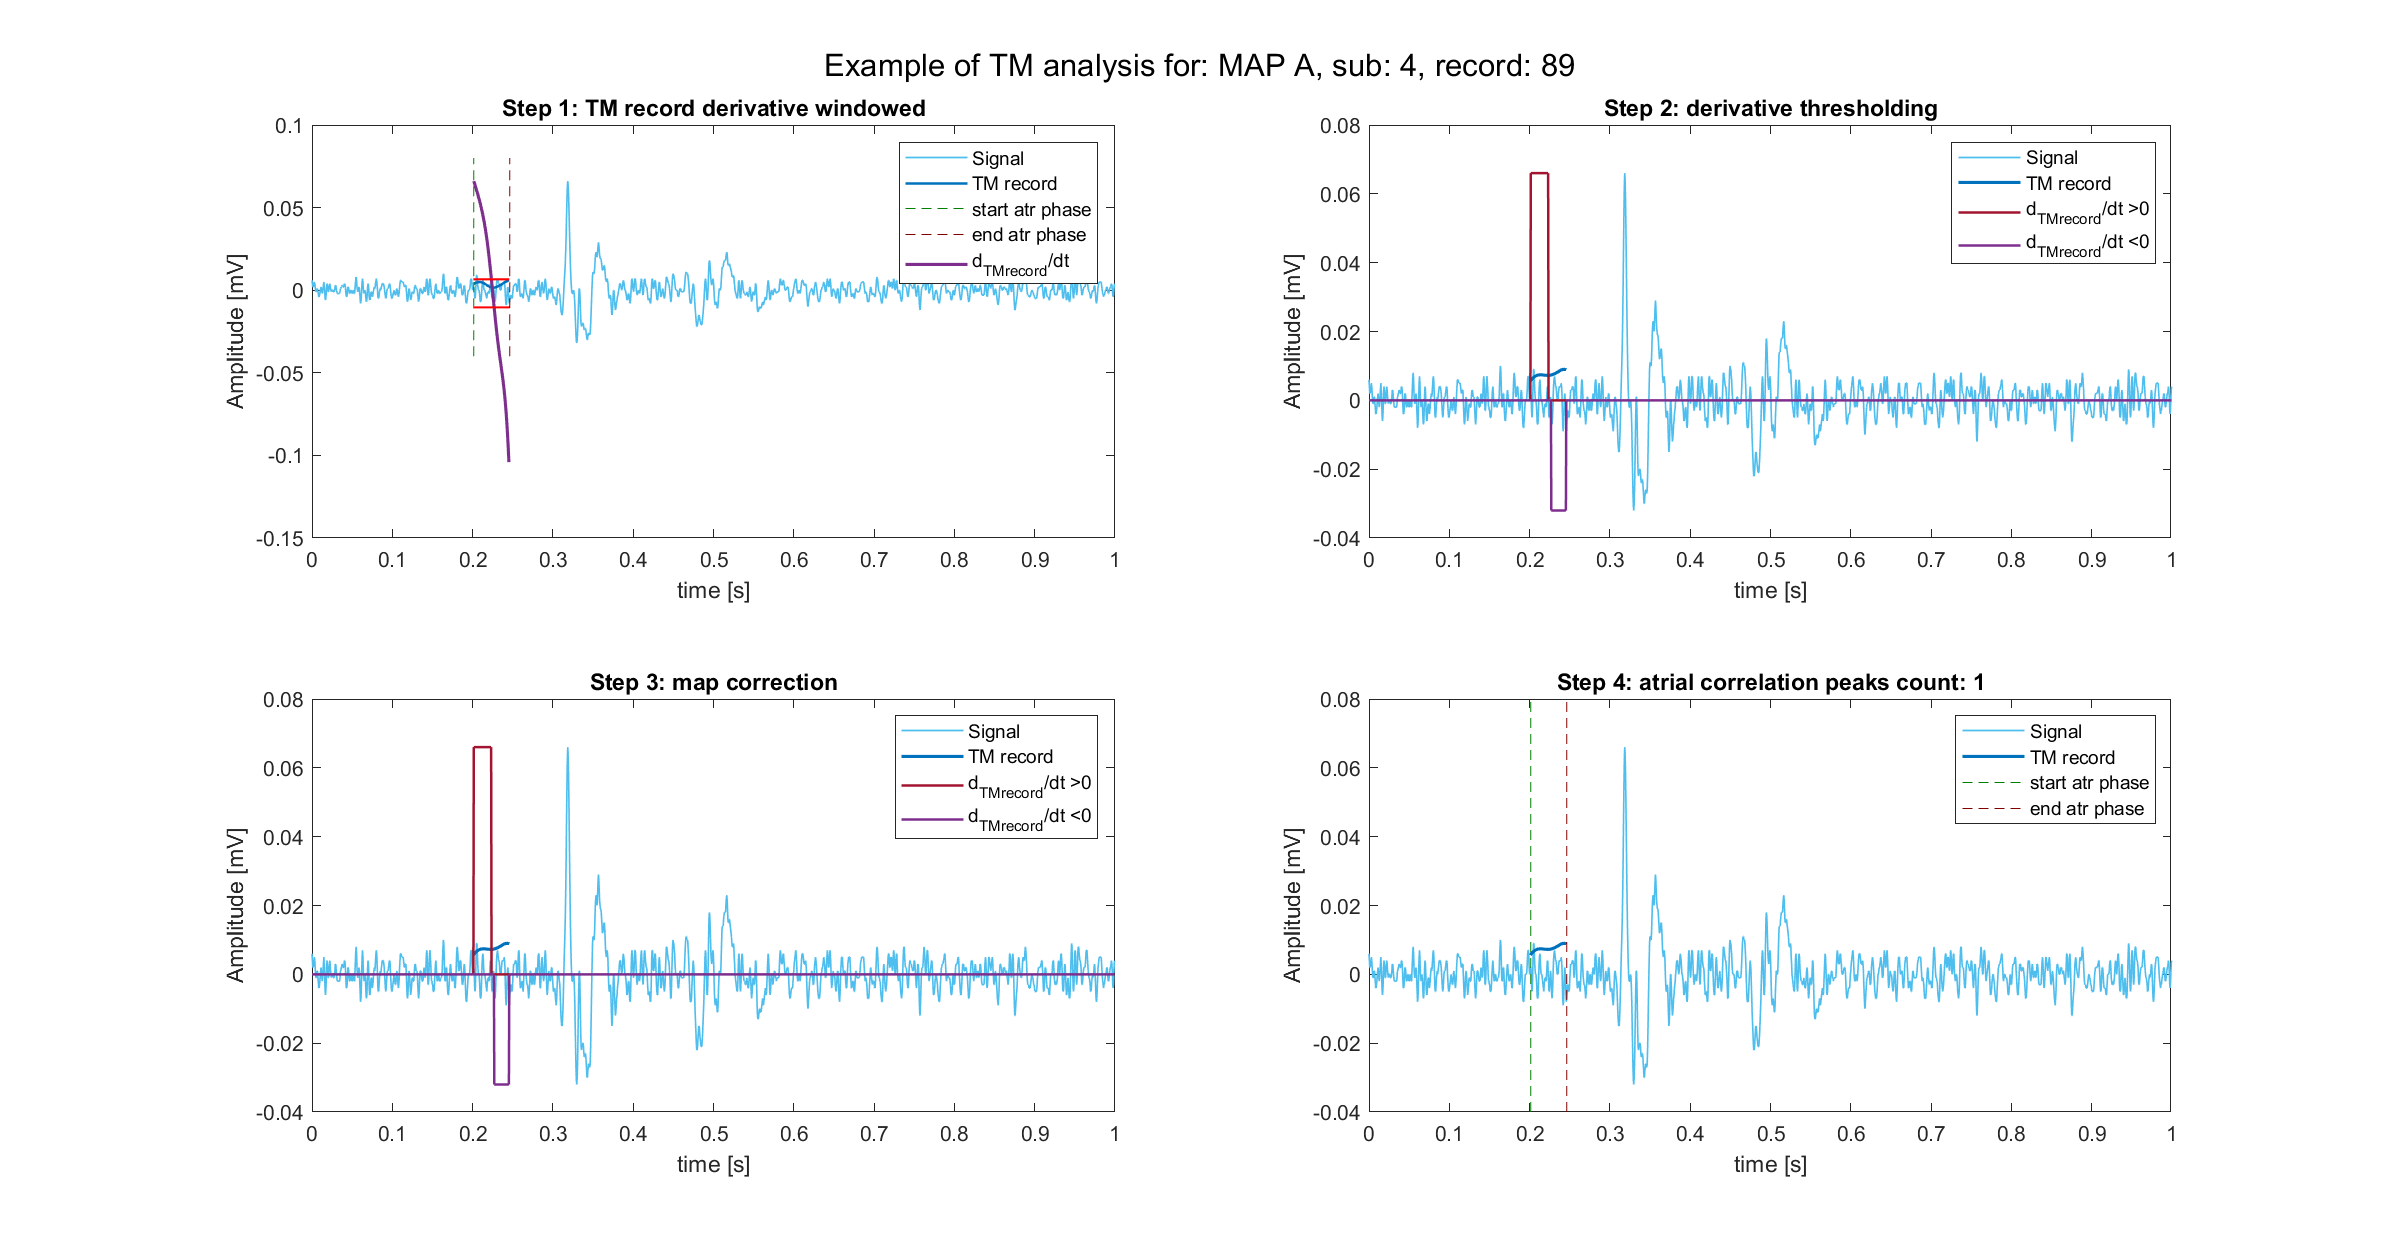 Example of TM analysis for: MAP A, sub: 4, record: 89
Step 1: TM record derivative windowed
0.1
0.05
0
-0.05
-0.1
-0.15
Amplitude [mV]
0 0.1 0.2 0.3 0.4 0.5 0.6 0.7 0.8 0.9 1
time [s]
Signal
TM record
start atr phase
end atr phase
dTMrecord/dt
Step 2: derivative thresholding
0.08
0.06
0.04
0.02
0
-0.02
-0.04
Amplitude [mV]
0 0.1 0.2 0.3 0.4 0.5 0.6 0.7 0.8 0.9 1
time [s]
Signal
TM record
dTMrecord/dt >0
dTMrecord/dt <0
Step 3: map correction
0.08
0.06
0.04
0.02
0
-0.02
-0.04
Amplitude [mV]
0 0.1 0.2 0.3 0.4 0.5 0.6 0.7 0.8 0.9 1
time [s]
Signal
TM record
dTMrecord/dt >0
dTMrecord/dt <0
Step 4: atrial correlation peaks count: 1
0.08
0.06
0.04
0.02
0
-0.02
-0.04
Amplitude [mV]
0 0.1 0.2 0.3 0.4 0.5 0.6 0.7 0.8 0.9 1
time [s]
Signal
TM record
start atr phase
end atr phase